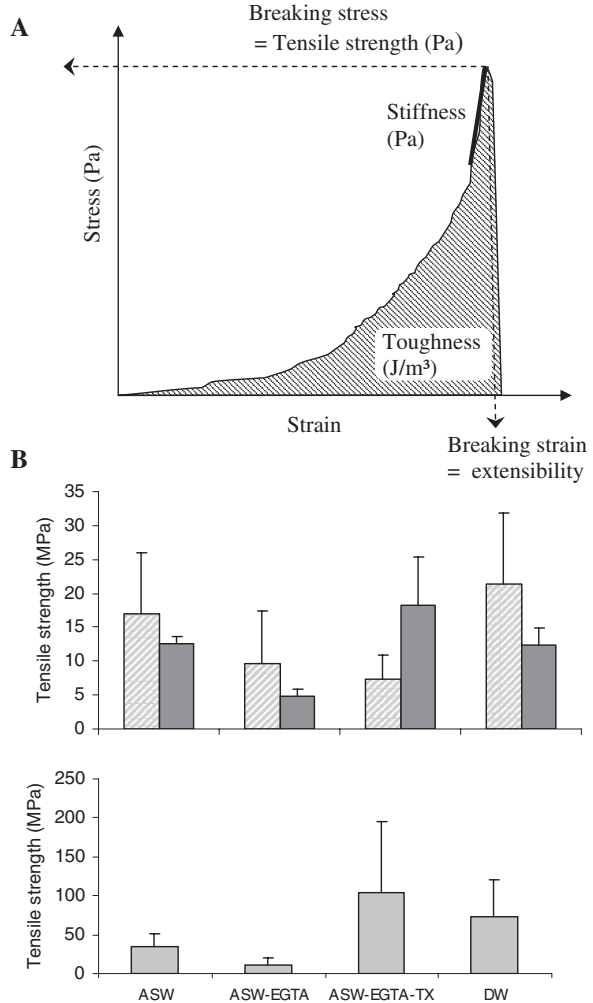 A
Breaking stress
= Tensile strength (Pa)
Stiffness
(Pa)
Stress (Pa)
Toughness
(J/m³)
Strain
Breaking strain
= extensibility
B
35
30
25
20
15
10
5
0
Tensile strength (MPa)
250
200
150
100
50
0
Tensile strength (MPa)
ASW
ASW-EGTA
ASW-EGTA-TX
DW